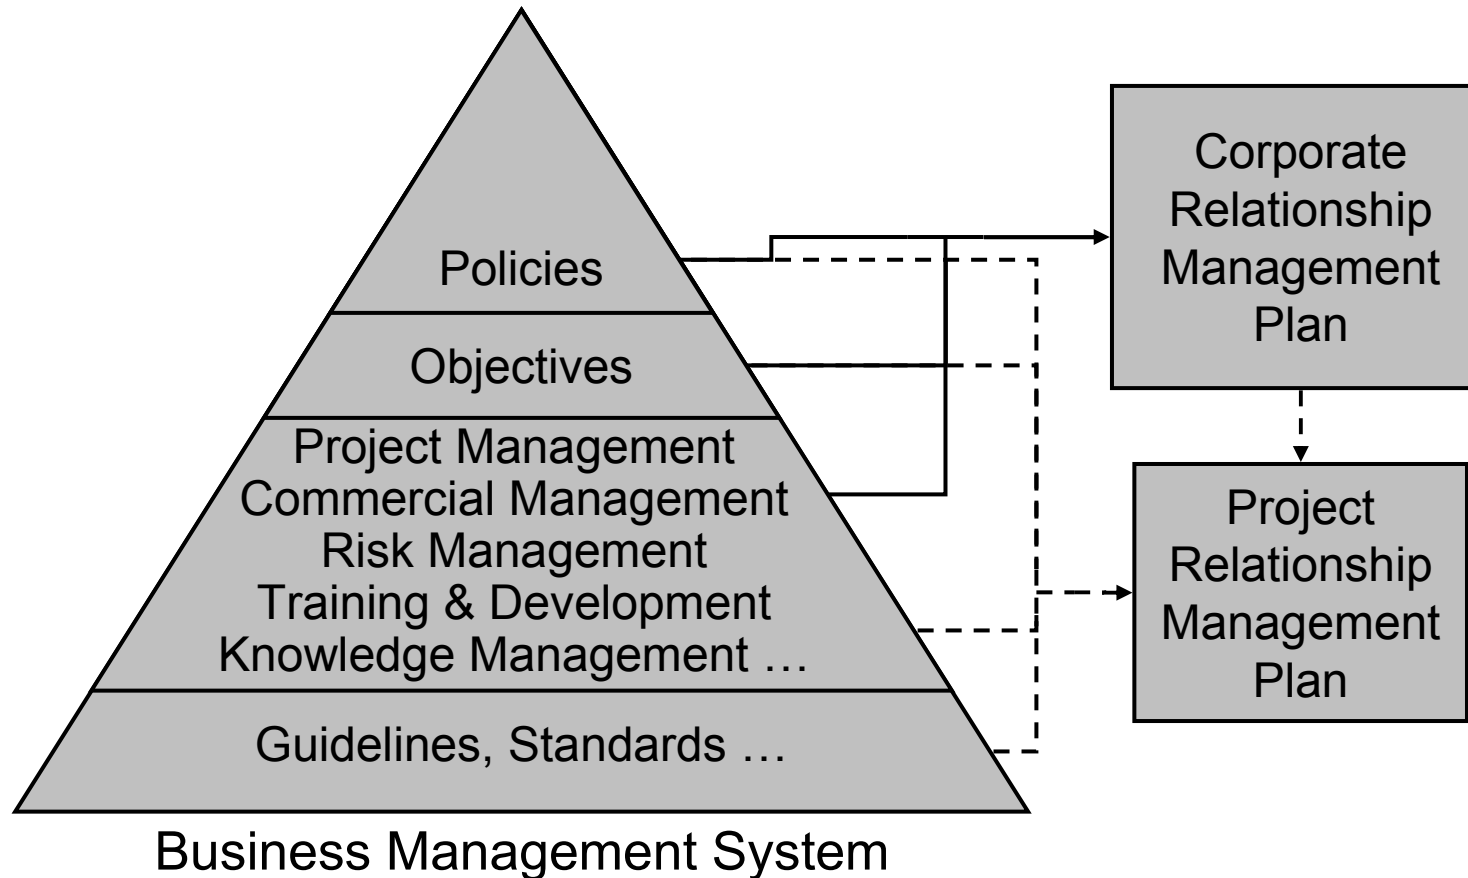 Policies
Objectives
Project Management
Commercial Management
Risk Management
Training & Development
Knowledge Management …
Guidelines, Standards …
Business Management System
Corporate
Relationship
Management
Plan
Project
Relationship
Management
Plan